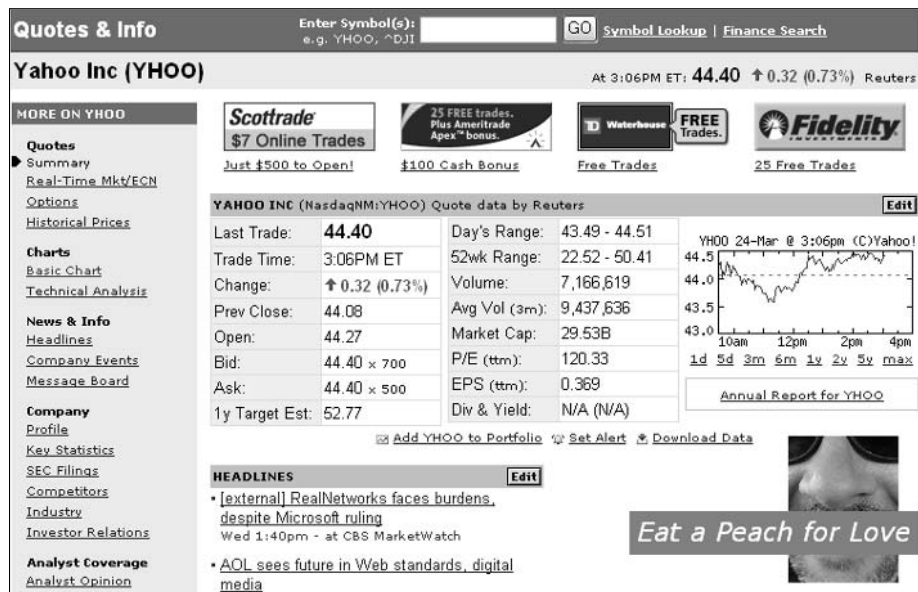 Quotes & Info
Enter Symbol(s):
e.g. YHOO, ^DJI
GO Symbol Lookup | Finance Search
Yahoo Inc (YHOO)
At 3:06PM ET: 44.40 ↑0.32 (0.73%) Reuters
MORE ON YHOO
Quotes
Summary
Real-Time Mkt/ECN
Options
Historical Prices
Charts
Basic Chart
Technical Analysis
News & Info
Headlines
Company Events
Message Board
Company
Profile
Key Statistics
SEC Filings
Competitors
Industry
Investor Relations
Analyst Coverage
Analyst Opinion
Scottrade
$7 Online Trades
Just $500 to Open!
25 FREE trades.
Plus Ameritrade
Apex™ bonus.
$100 Cash Bonus
TD Waterhouse
FREE
Trades.
Free Trades
Fidelity
INVESTMENTS
25 Free Trades
YAHOO INC (NasdaqNM:YHOO) Quote data by Reuters
Edit
Last Trade: 44.40
Trade Time: 3:06PM ET
Change: ↑0.32 (0.73%)
Prev Close: 44.08
Open: 44.27
Bid: 44.40 x 700
Ask: 44.40 x 500
1y Target Est: 52.77
Day's Range: 43.49 - 44.51
52wk Range: 22.52 - 50.41
Volume: 7,166,619
Avg Vol (3m): 9,437,636
Market Cap: 29.53B
P/E (ttm): 120.33
EPS (ttm): 0.369
Div & Yield: N/A (N/A)
YHOO 24-Mar @ 3:06pm (C)Yahoo!
44.5
44.0
43.5
43.0
10am 12pm 2pm 4pm
1d 5d 3m 6m 1y 2y 5y max
Annual Report for YHOO
Add YHOO to Portfolio Set Alert Download Data
HEADLINES
Edit
• [external] RealNetworks faces burdens,
despite Microsoft ruling
Wed 1:40pm - at CBS MarketWatch
• AOL sees future in Web standards, digital
media
Eat a Peach for Love